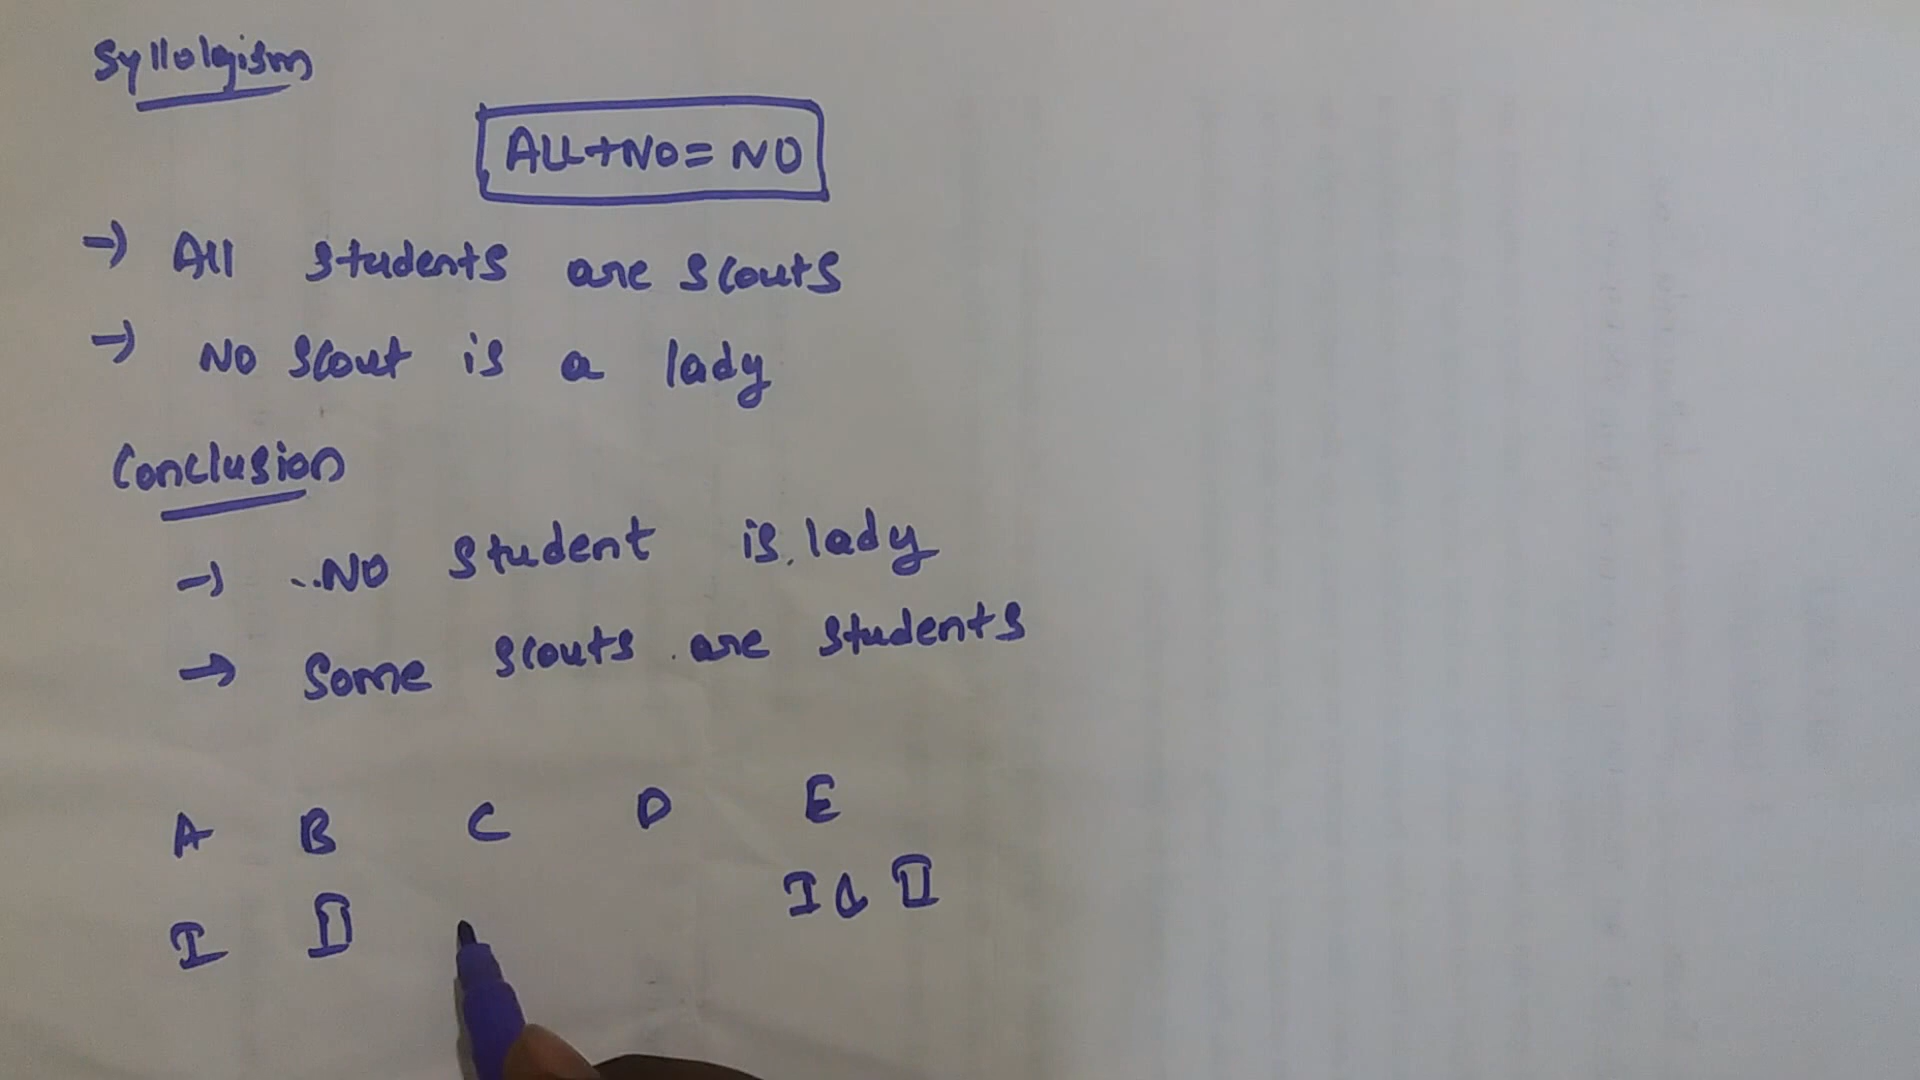 Syllolgism
ALL+NO=NO
→ All students are scouts
→ NO scout is a lady
Conclusion
→ NO student is lady
→ Some scouts are students
A B C D E
I II I & II